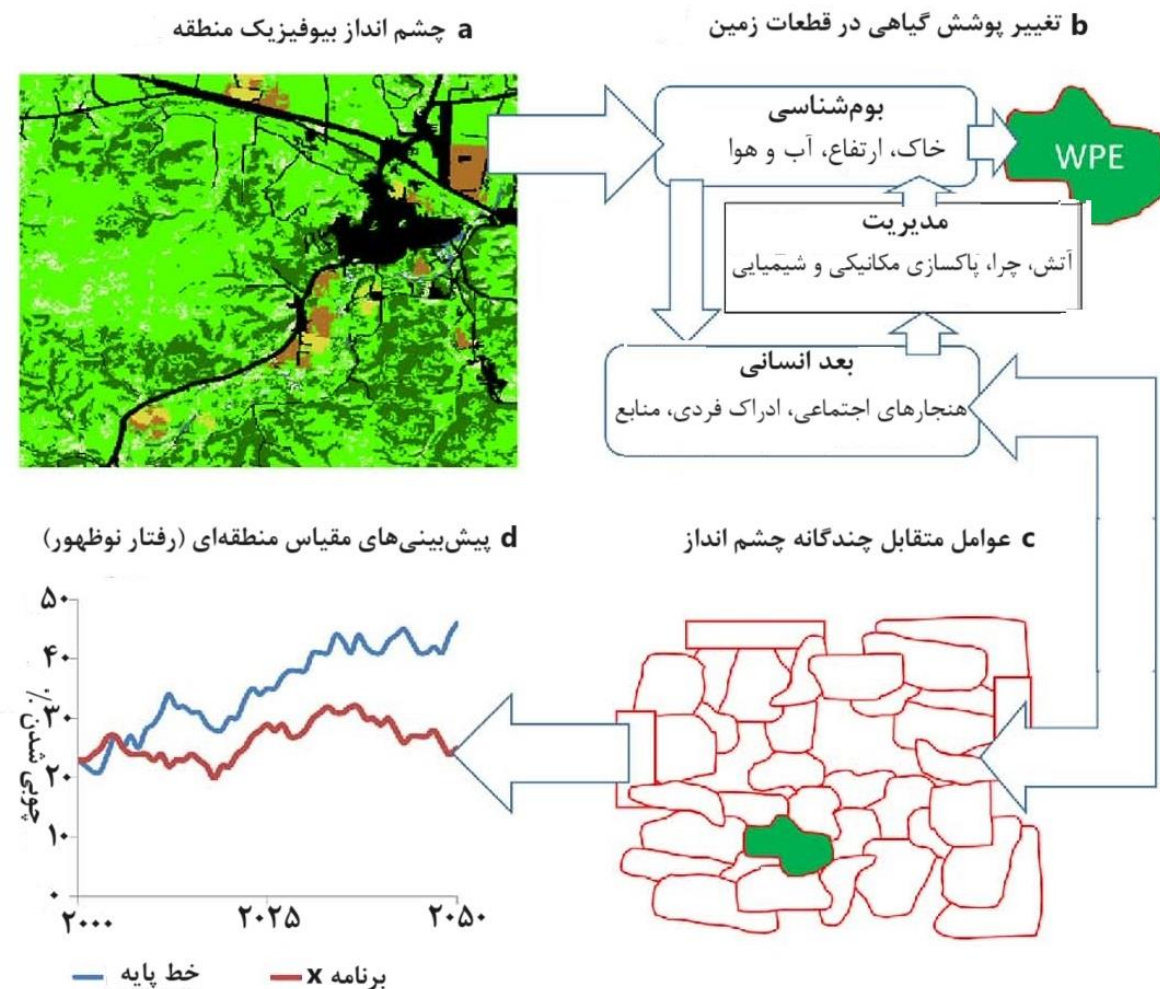 a چشم انداز بیوفیزیک منطقه
b تغییر پوشش گیاهی در قطعات زمین
بوم‌شناسی
خاک، ارتفاع، آب و هوا
WPE
مدیریت
آتش، چرا، پاکسازی مکانیکی و شیمیایی
بعد انسانی
هنجارهای اجتماعی، ادراک فردی، منابع
c عوامل متقابل چندگانه چشم انداز
d پیش‌بینی‌های مقیاس منطقه‌ای (رفتار نوظهور)
چوبی شدن %
۵۰
۴۰
۳۰
۲۰
۱۰
۰
۲۰۰۰
۲۰۲۵
۲۰۵۰
خط پایه
برنامه x